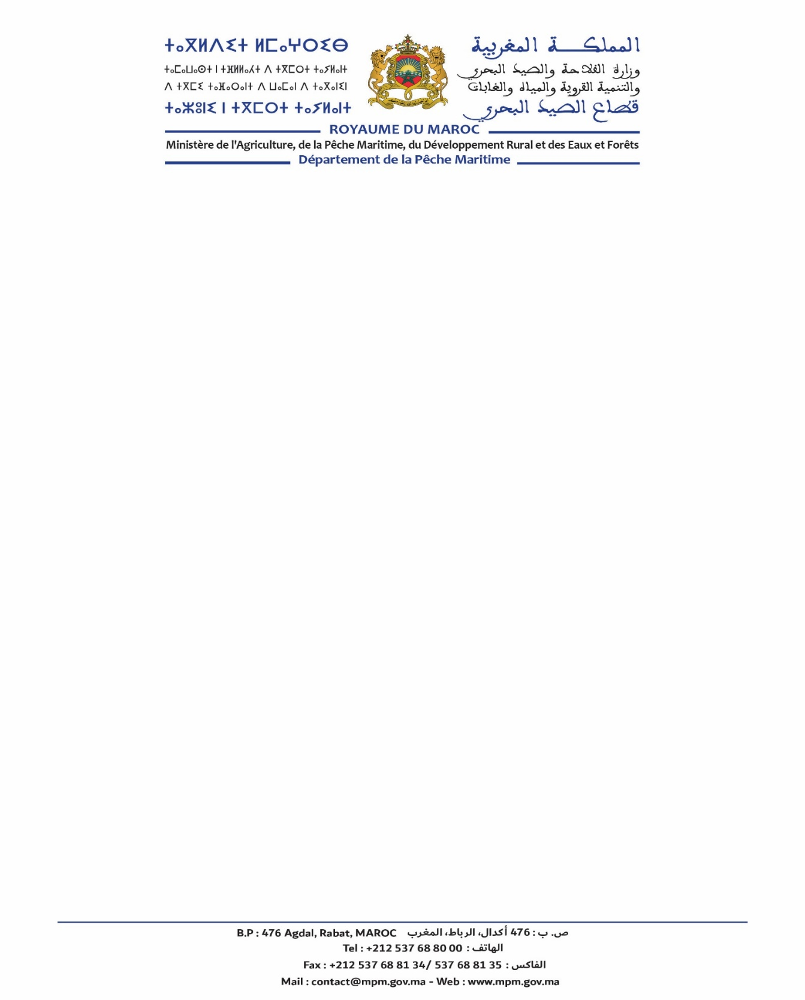 ⵜⴰⴳⵍⴷⵉⵜ ⵍⵎⴰⵖⵔⵉⴱ
ⵜⴰⵎⴰⵡⴰⵙⵜ ⵏ ⵜⴼⵍⵍⴰⵃⵜ ⴷ ⵜⴳⵎⵔⵜ ⵜⴰⵢⵍⴰⵏⵜ
ⴷ ⵜⴳⵎⵉ ⵜⴰⴼⴰⵔⴰⵏⵜ ⴷ ⵡⴰⵎⴰⵏ ⴷ ⵜⴰⴳⴰⵏⵉⵏ
ⵜⴰⵣⵓⵏⵉ ⵏ ⵜⴳⵎⵔⵜ ⵜⴰⵢⵍⴰⵏⵜ
المملكـــة المغربية
وزارة الفلاحة والصيد البحري
والتنمية القروية والمياه والغابات
قطاع الصيد البحري
ROYAUME DU MAROC
Ministère de l'Agriculture, de la Pêche Maritime, du Développement Rural et des Eaux et Forêts
Département de la Pêche Maritime
B.P : 476 Agdal, Rabat, MAROC ص. ب : 476 أكدال، الرباط، المغرب
Tel : +212 537 68 80 00 : الهاتف
Fax : +212 537 68 81 34/ 537 68 81 35 : الفاكس
Mail : contact@mpm.gov.ma - Web : www.mpm.gov.ma